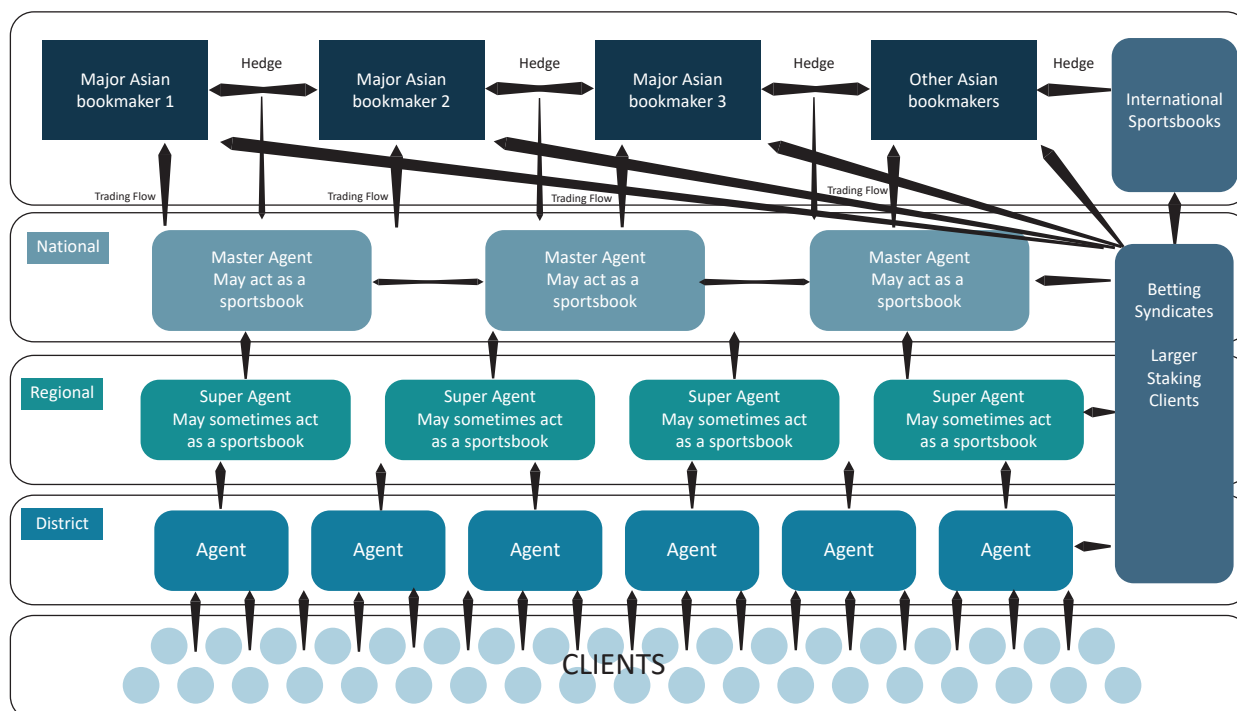 Hedge
Hedge
Hedge
Hedge
Major Asian
bookmaker 1
Major Asian
bookmaker 2
Major Asian
bookmaker 3
Other Asian
bookmakers
International
Sportsbooks
Trading Flow
Trading Flow
Trading Flow
Trading Flow
National
Master Agent
May act as a
sportsbook
Master Agent
May act as a
sportsbook
Master Agent
May act as a
sportsbook
Betting
Syndicates
Larger
Staking
Clients
Regional
Super Agent
May sometimes act
as a sportsbook
Super Agent
May sometimes act
as a sportsbook
Super Agent
May sometimes act
as a sportsbook
Super Agent
May sometimes act
as a sportsbook
District
Agent
Agent
Agent
Agent
Agent
Agent
CLIENTS